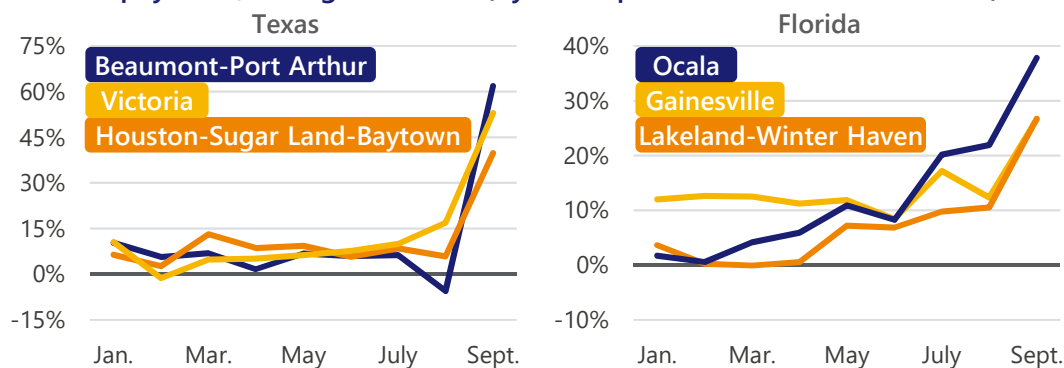 Texas
75%
60%
45%
30%
15%
0%
-15%
Beaumont-Port Arthur
Victoria
Houston-Sugar Land-Baytown
Jan. Mar. May July Sept.
Florida
40%
30%
20%
10%
0%
-10%
Ocala
Gainesville
Lakeland-Winter Haven
Jan. Mar. May July Sept.